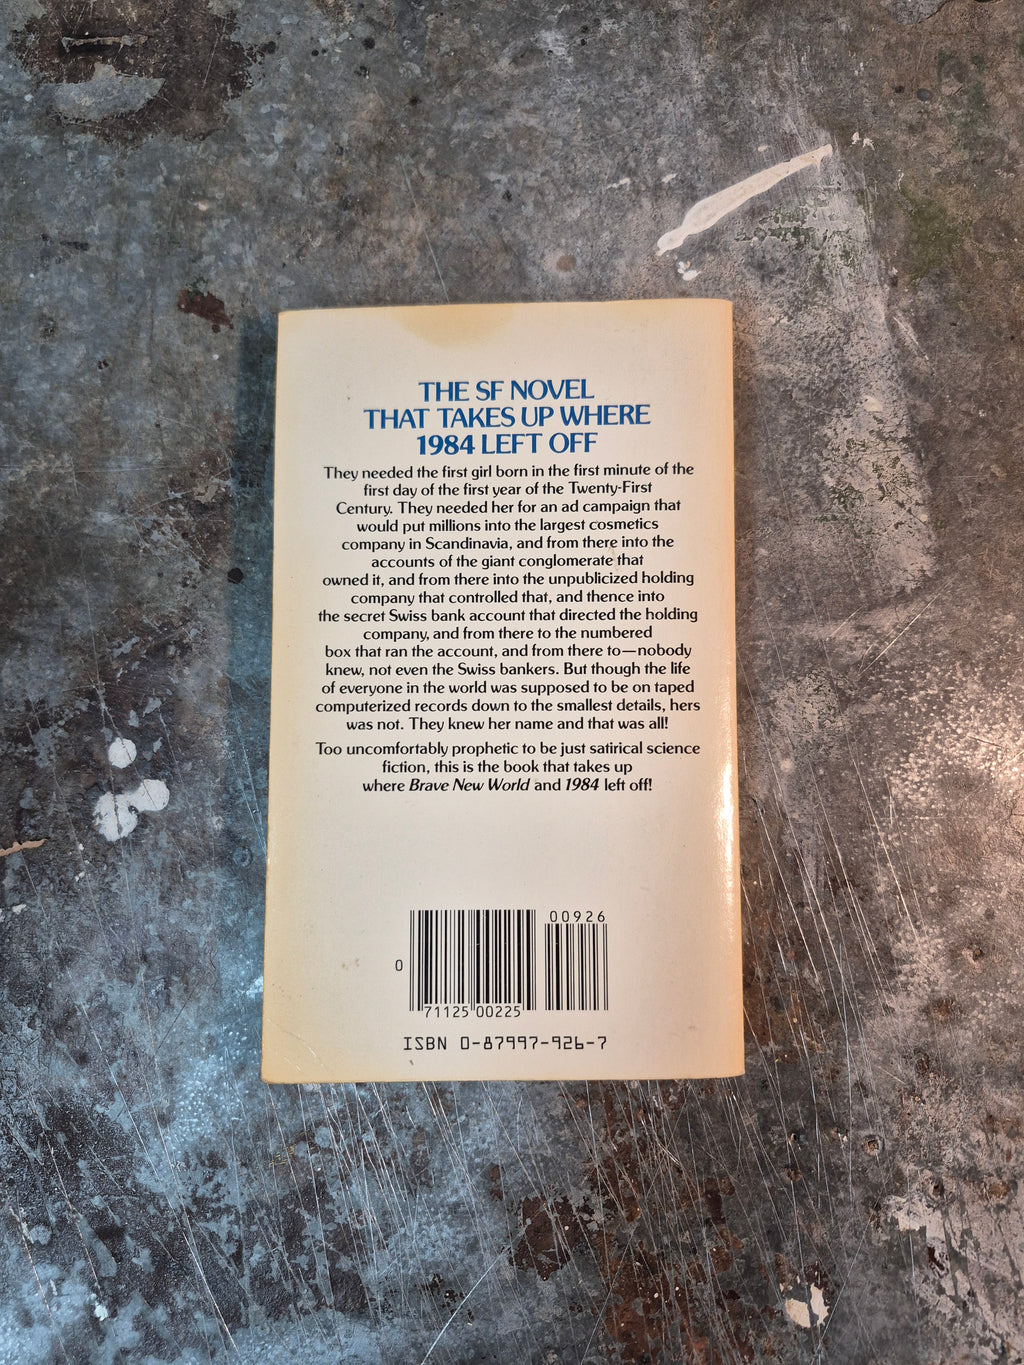 THE SF NOVEL
THAT TAKES UP WHERE
1984 LEFT OFF
They needed the first girl born in the first minute of the
first day of the first year of the Twenty-First
Century. They needed her for an ad campaign that
would put millions into the largest cosmetics
company in Scandinavia, and from there into the
accounts of the giant conglomerate that
owned it, and from there into the unpublicized holding
company that controlled that, and thence into
the secret Swiss bank account that directed the holding
company, and from there to the numbered
box that ran the account, and from there to—nobody
knew, not even the Swiss bankers. But though the life
of everyone in the world was supposed to be on taped
computerized records down to the smallest details, hers
was not. They knew her name and that was all!
Too uncomfortably prophetic to be just satirical science
fiction, this is the book that takes up
where Brave New World and 1984 left off!
00926
0
71125 00225
ISBN 0-87997-926-7